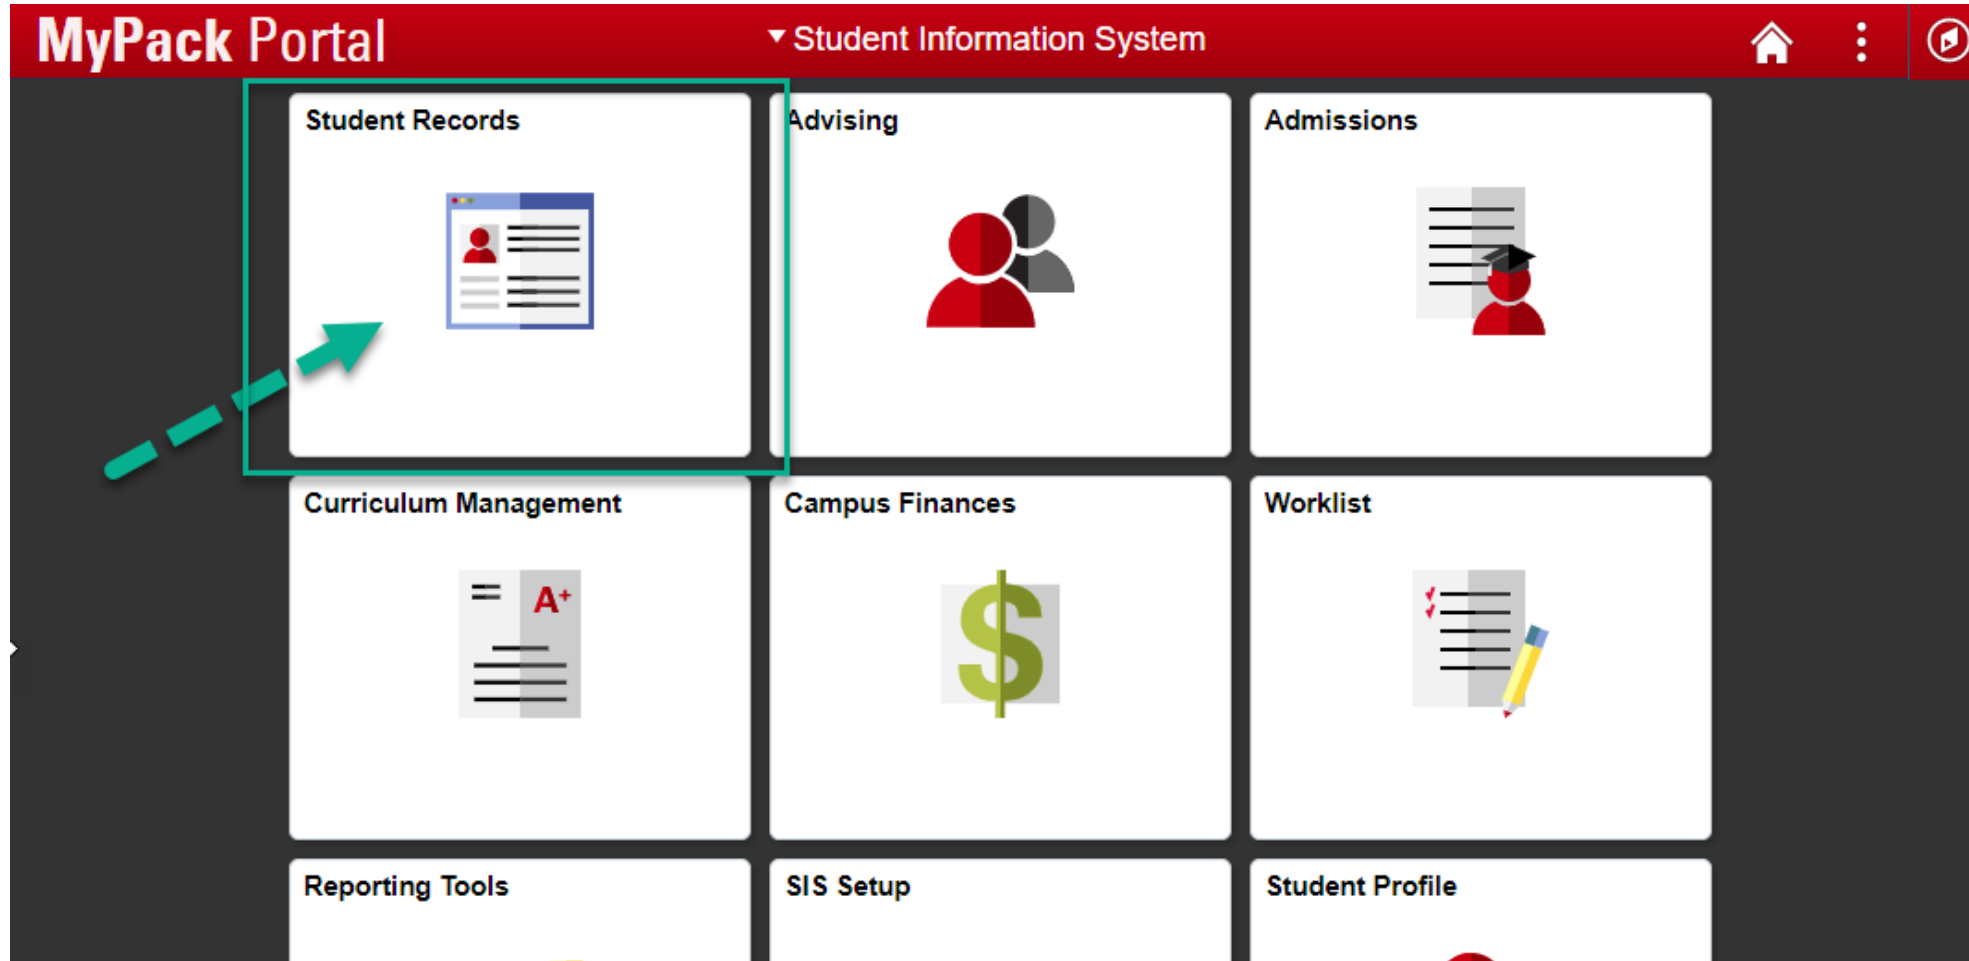 MyPack Portal
Student Information System
Student Records
Advising
Admissions
Curriculum Management
A+
Campus Finances
$
Worklist
Reporting Tools
SIS Setup
Student Profile